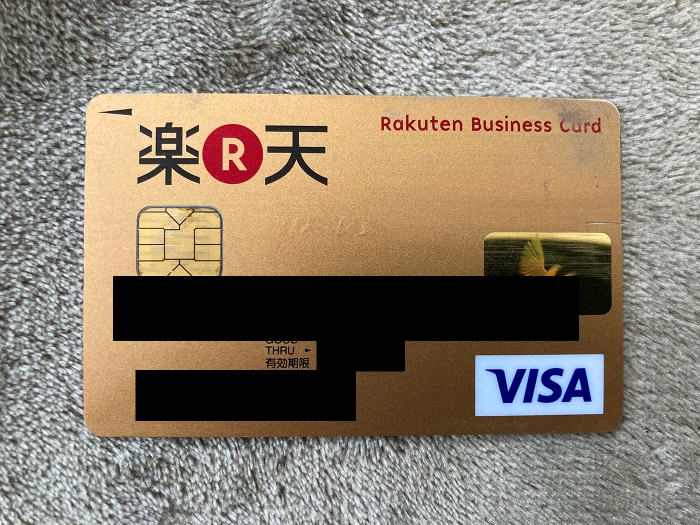 楽R天
Rakuten Business Card
GOOD
THRU
有効期限
VISA